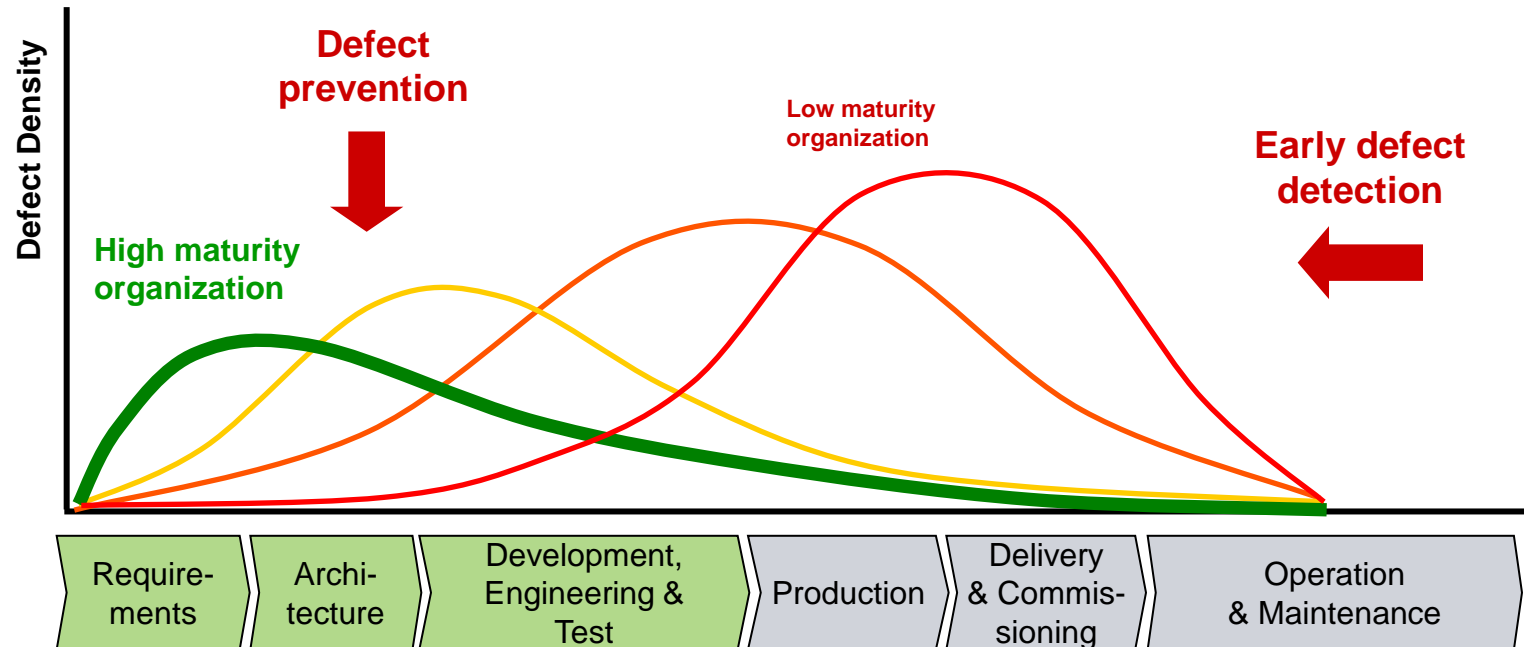 Defect Density
Defect
prevention
Low maturity
organization
Early defect
detection
High maturity
organization
Require-
ments
Archi-
tecture
Development,
Engineering &
Test
Production
Delivery
& Commis-
sioning
Operation
& Maintenance